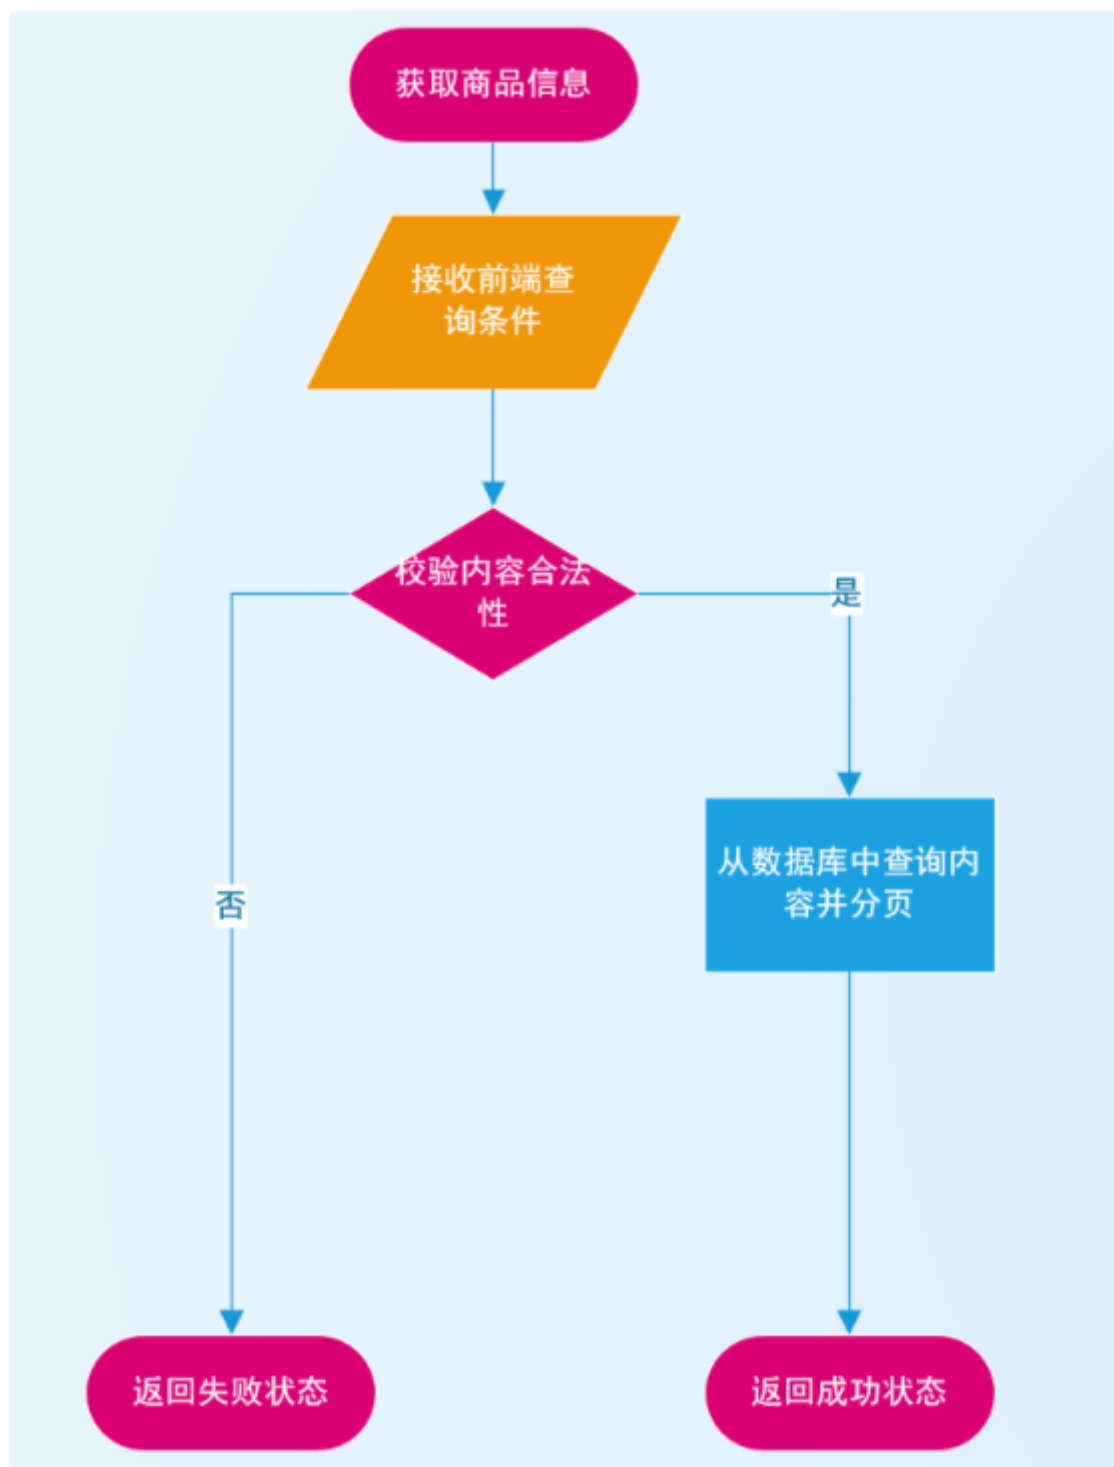 获取商品信息
接收前端查
询条件
校验内容合法
性
是
从数据库中查询内
容并分页
否
返回失败状态
返回成功状态